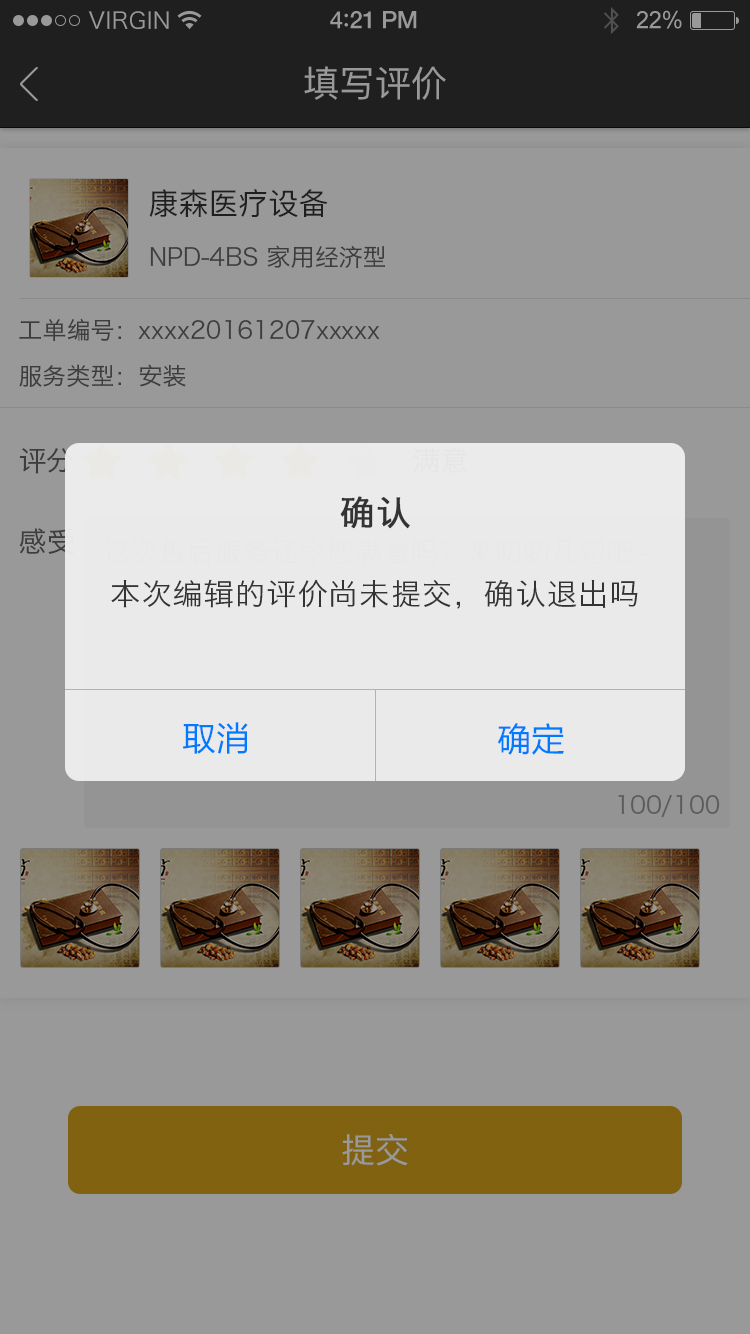 VIRGIN 4:21 PM 22%
填写评价
康森医疗设备
NPD-4BS 家用经济型
工单编号：xxxx20161207xxxxx
服务类型：安装
评分 满意
感受
确认
本次编辑的评价尚未提交，确认退出吗
取消 确定
100/100
提交